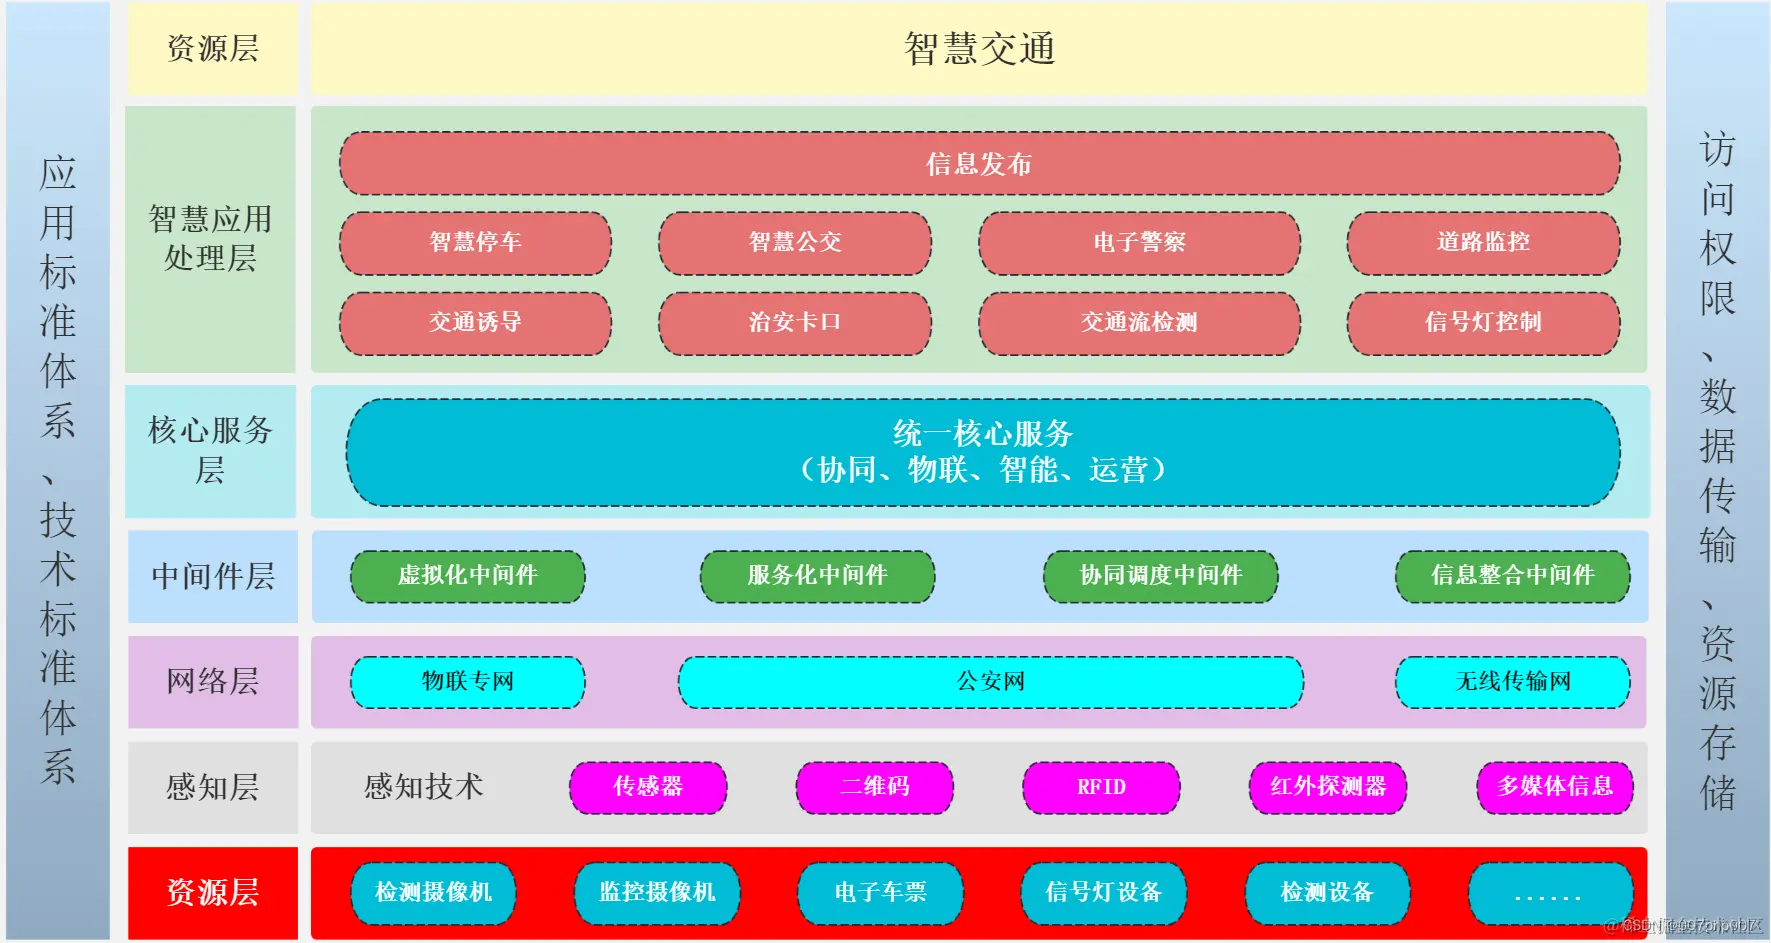 应用标准体系、技术标准体系
资源层
智慧交通
智慧应用
处理层
信息发布
智慧停车
智慧公交
电子警察
道路监控
交通诱导
治安卡口
交通流检测
信号灯控制
核心服务
层
统一核心服务
（协同、物联、智能、运营）
中间件层
虚拟化中间件
服务化中间件
协同调度中间件
信息整合中间件
网络层
物联专网
公安网
无线传输网
感知层
感知技术
传感器
二维码
RFID
红外探测器
多媒体信息
资源层
检测摄像机
监控摄像机
电子车票
信号灯设备
检测设备
......
访问权限、数据传输、资源存储